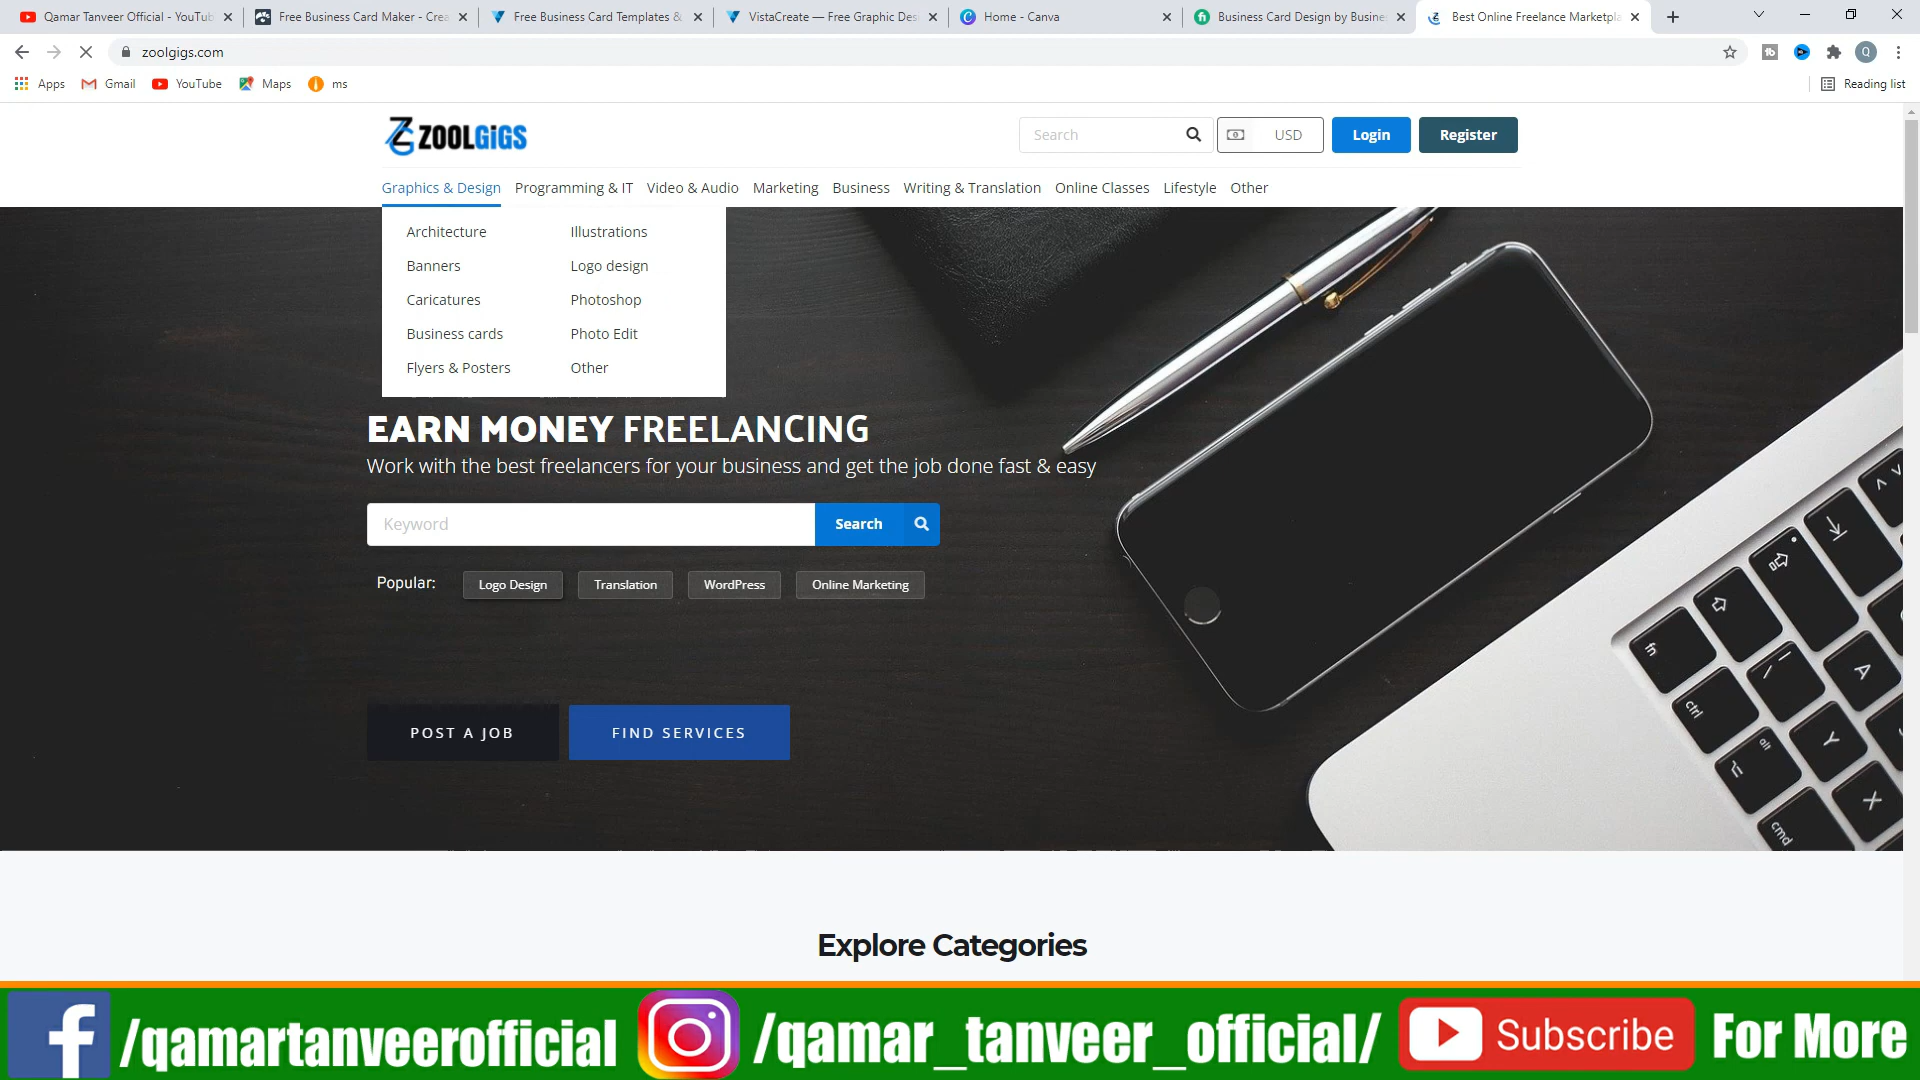 Qamar Tanveer Official - YouTub
Free Business Card Maker - Crea
Free Business Card Templates &
VistaCreate — Free Graphic Des
Home - Canva
Business Card Design by Busine
Best Online Freelance Marketpla
zoolgigs.com
Q
Apps
Gmail
YouTube
Maps
ms
Reading list
ZOOLGiGS
Search
USD
Login
Register
Graphics & Design
Programming & IT
Video & Audio
Marketing
Business
Writing & Translation
Online Classes
Lifestyle
Other
Architecture
Illustrations
Banners
Logo design
Caricatures
Photoshop
Business cards
Photo Edit
Flyers & Posters
Other
EARN MONEY FREELANCING
Work with the best freelancers for your business and get the job done fast & easy
Keyword
Search
Popular:
Logo Design
Translation
WordPress
Online Marketing
POST A JOB
FIND SERVICES
fn
ctrl
alt
cmd
A
Y
X
Explore Categories
/qamartanveerofficial
/qamar_tanveer_official/
Subscribe
For More